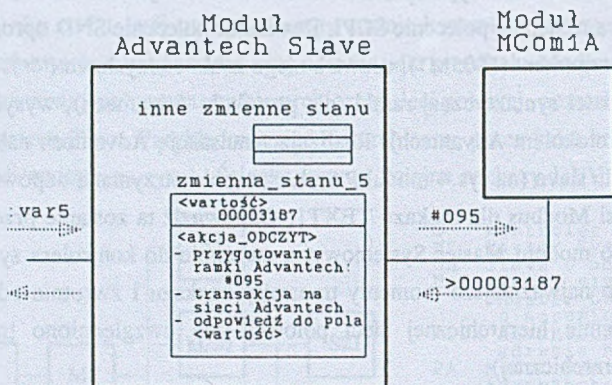 Moduł
Advantech Slave
Moduł
MCom1A
inne zmienne stanu
zmienna_stanu_5
<wartość>
000031B7
<akcja_ODCZYT>
przygotowanie
ramki Advantech
#095
transakcja na
sieci Advantech
odpowiedź do pola
<wartość>
:var5
#095
>00003187